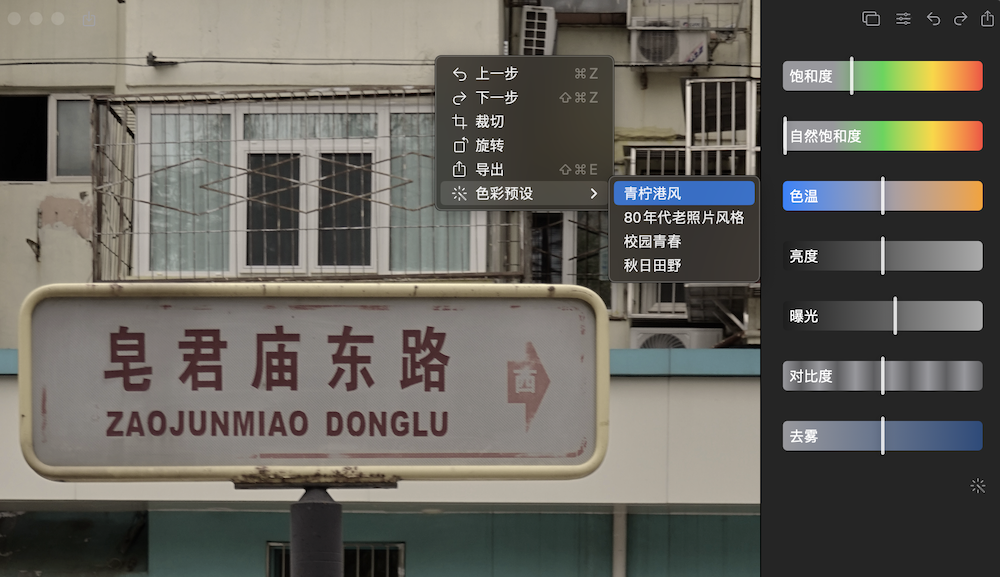 上一步 ⌘Z
下一步 ⇧⌘Z
裁切
旋转
导出 ⇧⌘E
色彩预设
青柠港风
80年代老照片风格
校园青春
秋日田野
皂君庙东路
西
ZAOJUNMIAO DONGLU
饱和度
自然饱和度
色温
亮度
曝光
对比度
去雾